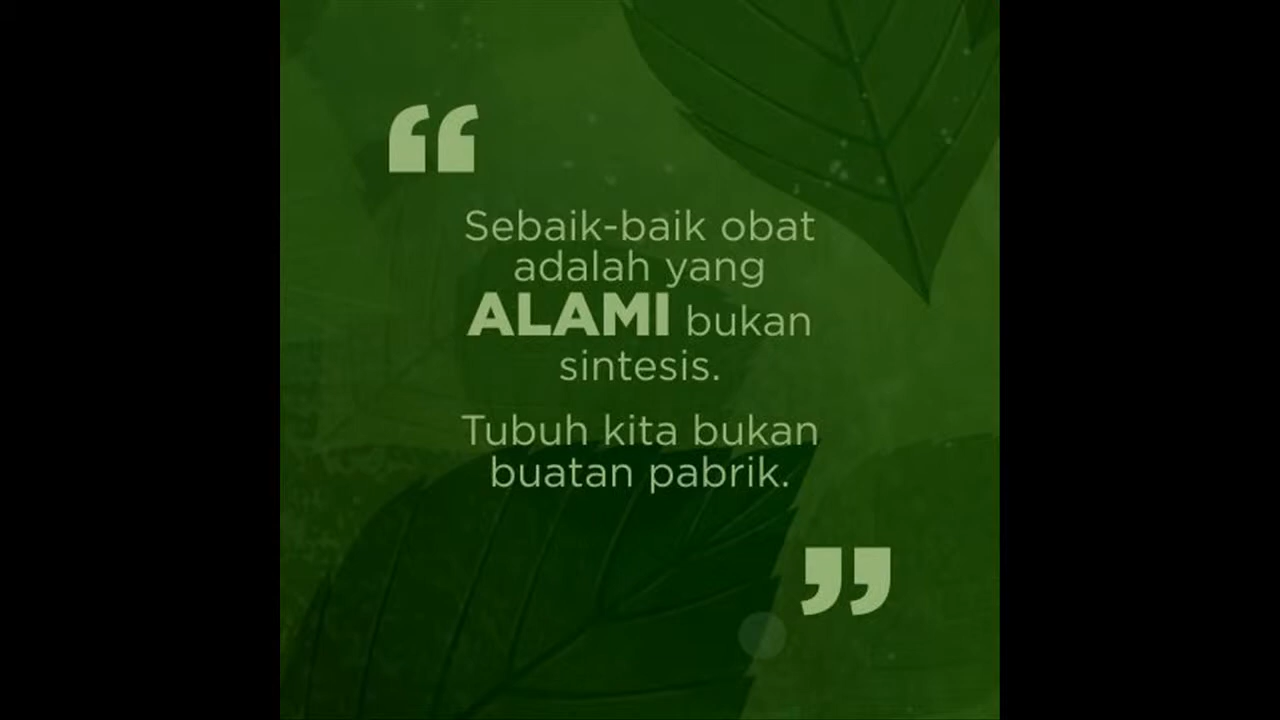 “
Sebaik-baik obat
adalah yang
ALAMI bukan
sintesis.
Tubuh kita bukan
buatan pabrik.
”